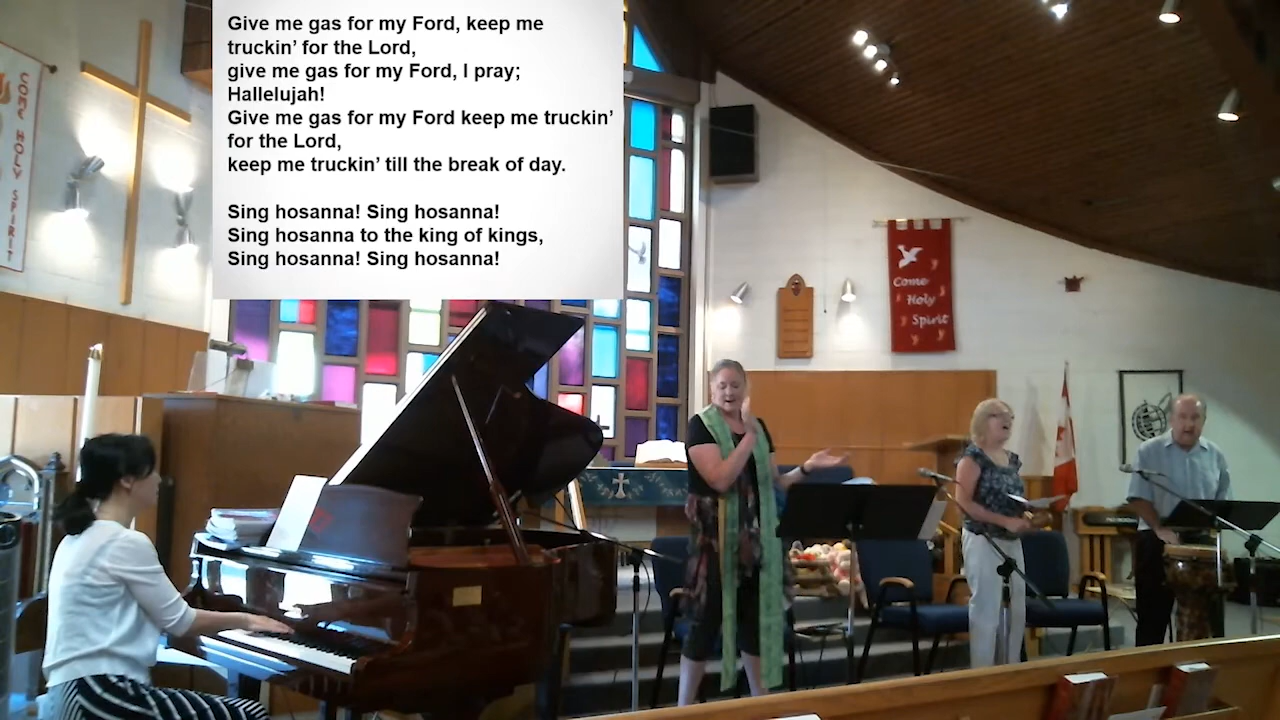 Give me gas for my Ford, keep me
truckin’ for the Lord,
give me gas for my Ford, I pray;
Hallelujah!
Give me gas for my Ford keep me truckin’
for the Lord,
keep me truckin’ till the break of day.
Sing hosanna! Sing hosanna!
Sing hosanna to the king of kings,
Sing hosanna! Sing hosanna!
COME HOLY SPIRIT
Come
Holy
Spirit